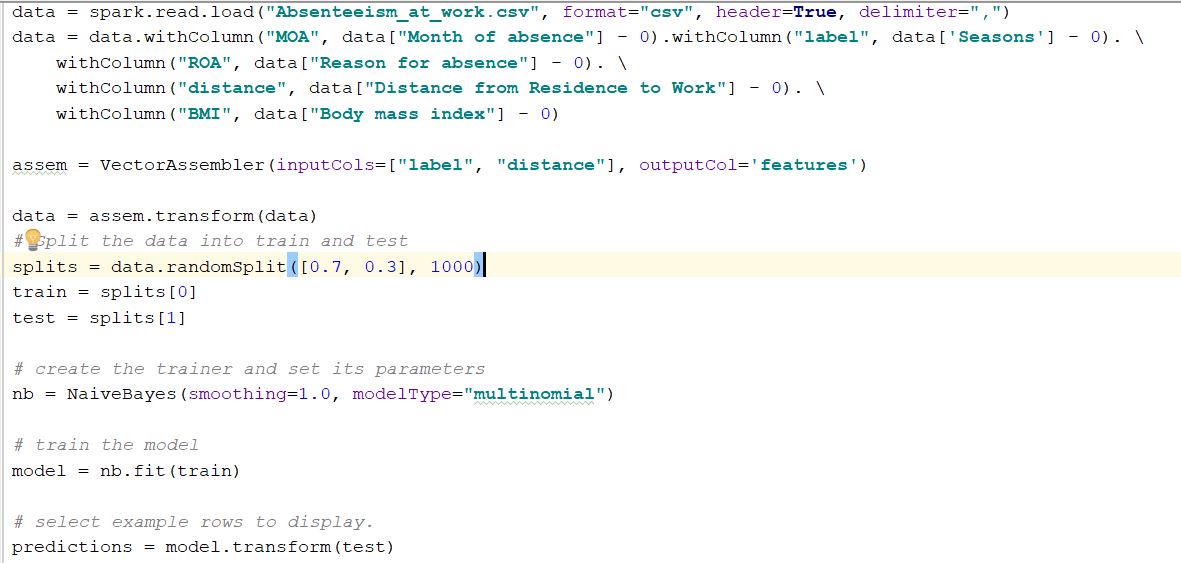 data = spark.read.load("Absenteeism_at_work.csv", format="csv", header=True, delimiter=",")
data = data.withColumn("MOA", data["Month of absence"] - 0).withColumn("label", data['Seasons'] - 0). \
    withColumn("ROA", data["Reason for absence"] - 0). \
    withColumn("distance", data["Distance from Residence to Work"] - 0). \
    withColumn("BMI", data["Body mass index"] - 0)

assem = VectorAssembler(inputCols=["label", "distance"], outputCol='features')

data = assem.transform(data)
# Split the data into train and test
splits = data.randomSplit([0.7, 0.3], 1000)
train = splits[0]
test = splits[1]

# create the trainer and set its parameters
nb = NaiveBayes(smoothing=1.0, modelType="multinomial")

# train the model
model = nb.fit(train)

# select example rows to display.
predictions = model.transform(test)